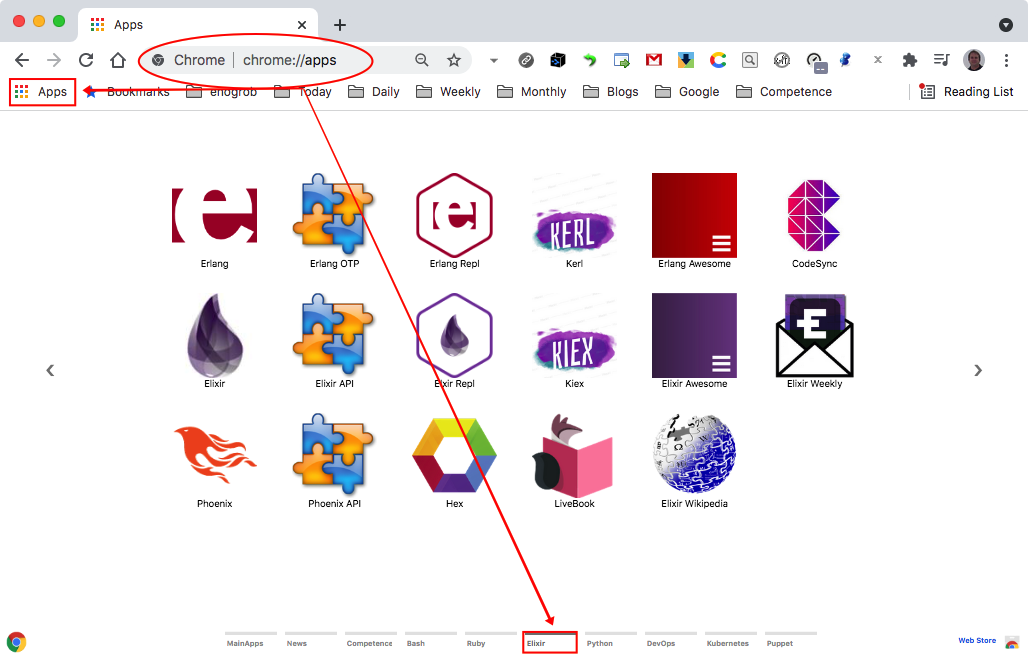 Apps
Chrome chrome://apps
Apps Bookmarks enogrob Today Daily Weekly Monthly Blogs Google Competence Reading List
Erlang Erlang OTP Erlang Repl Kerl Erlang Awesome CodeSync
KERL
Elixir Elixir API Elxir Repl Kiex Elixir Awesome Elixir Weekly
KIEX
Phoenix Phoenix API Hex LiveBook Elixir Wikipedia
MainApps News Competence Bash Ruby Elixir Python DevOps Kubernetes Puppet
Web Store